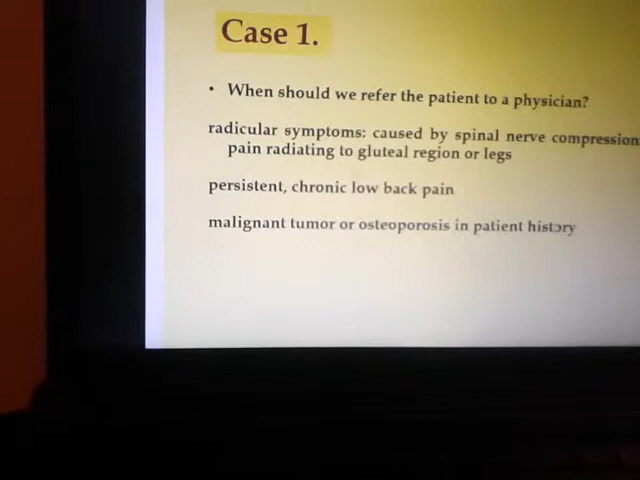 Case 1.
• When should we refer the patient to a physician?
radicular symptoms: caused by spinal nerve compression
pain radiating to gluteal region or legs
persistent, chronic low back pain
malignant tumor or osteoporosis in patient history